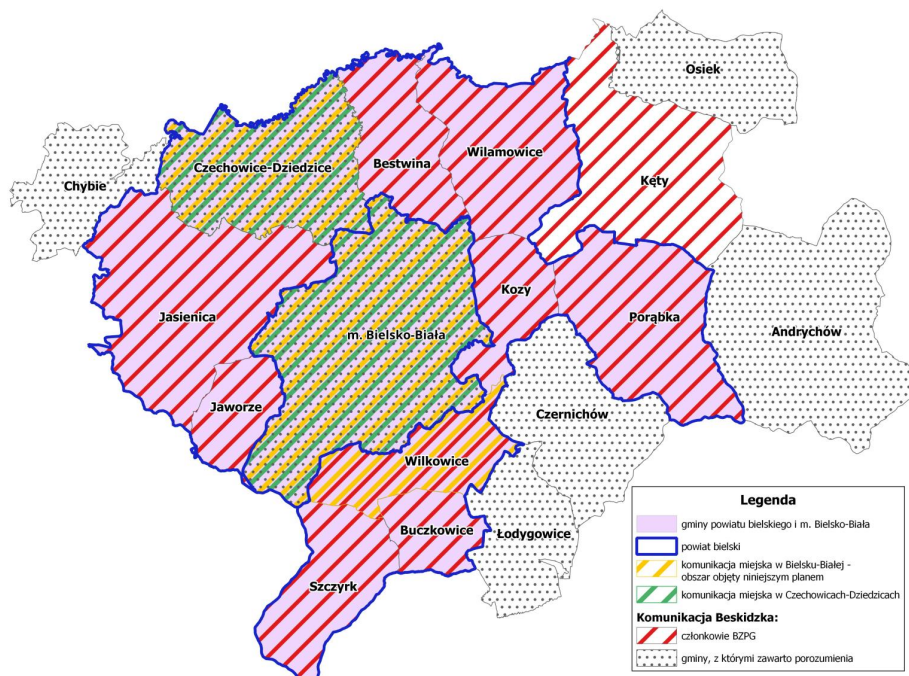 Osiek
Czechowice-Dziedzice
Bestwina
Wilamowice
Chybie
Kęty
Kozy
Jasienica
Porąbka
Andrychów
m. Bielsko-Biała
Jaworze
Czernichów
Wilkowice
Buczkowice
Łodygowice
Szczyrk
Legenda
gminy powiatu bielskiego i m. Bielsko-Biała
powiat bielski
komunikacja miejska w Bielsku-Białej -
obszar objęty niniejszym planem
komunikacja miejska w Czechowicach-Dziedzicach
Komunikacja Beskidzka:
członkowie BZPG
gminy, z którymi zawarto porozumienia